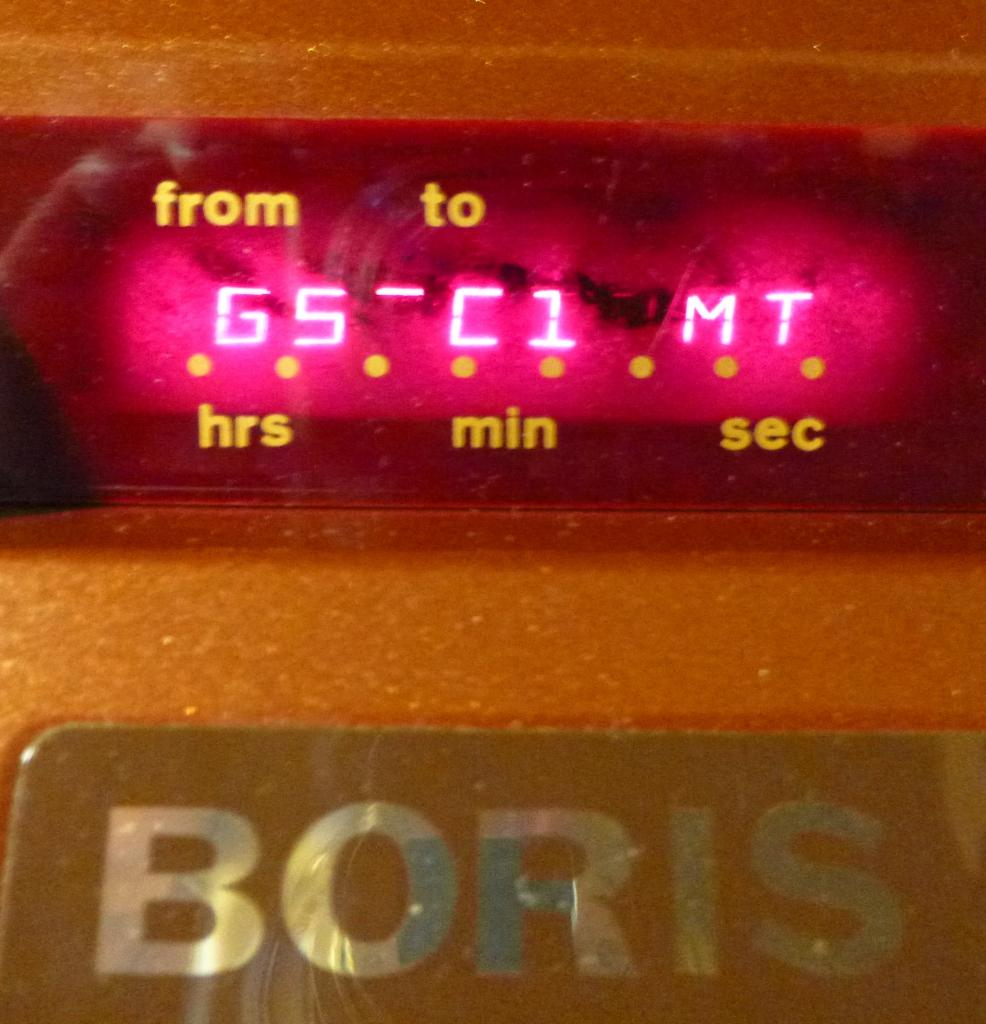 from to
G5-C1 MT
hrs min sec
BORIS